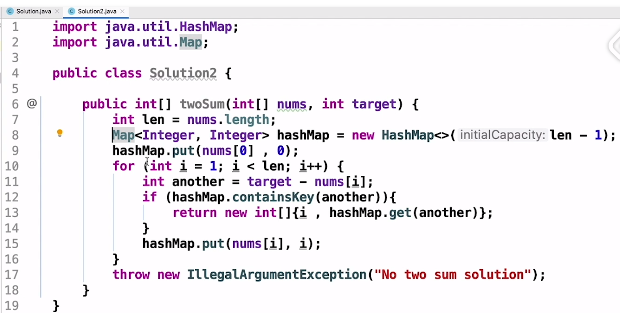 Solution.java × Solution2.java ×
1 import java.util.HashMap;
2 import java.util.Map;
3
4 public class Solution2 {
5
6 @ public int[] twoSum(int[] nums, int target) {
7 int len = nums.length;
8 Map<Integer, Integer> hashMap = new HashMap<>( initialCapacity: len - 1);
9 hashMap.put(nums[0] , 0);
10 for (int i = 1; i < len; i++) {
11 int another = target - nums[i];
12 if (hashMap.containsKey(another)){
13 return new int[]{i , hashMap.get(another)};
14 }
15 hashMap.put(nums[i], i);
16 }
17 throw new IllegalArgumentException("No two sum solution");
18 }
19 }